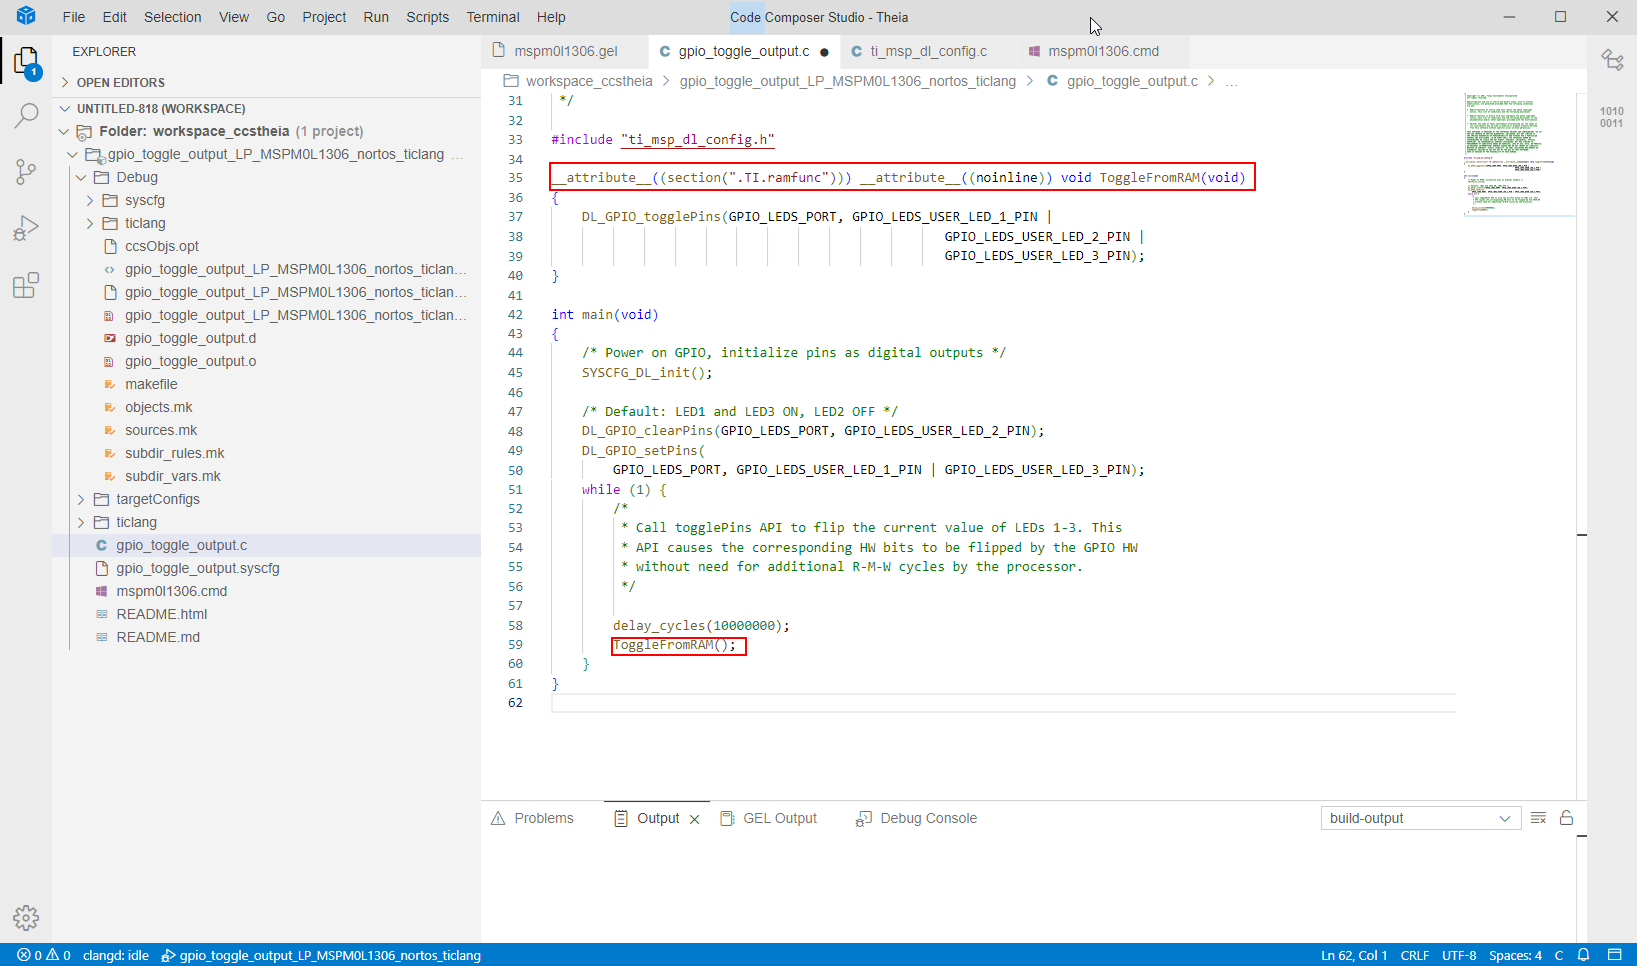 File Edit Selection View Go Project Run Scripts Terminal Help
Code Composer Studio - Theia
EXPLORER
1
OPEN EDITORS
UNTITLED-818 (WORKSPACE)
Folder: workspace_ccstheia (1 project)
gpio_toggle_output_LP_MSPM0L1306_nortos_ticlang ...
Debug
syscfg
ticlang
ccsObjs.opt
gpio_toggle_output_LP_MSPM0L1306_nortos_ticlan...
gpio_toggle_output_LP_MSPM0L1306_nortos_ticlan...
gpio_toggle_output_LP_MSPM0L1306_nortos_ticlan...
gpio_toggle_output.d
gpio_toggle_output.o
makefile
objects.mk
sources.mk
subdir_rules.mk
subdir_vars.mk
targetConfigs
ticlang
C gpio_toggle_output.c
gpio_toggle_output.syscfg
mspm0l1306.cmd
README.html
README.md
mspm0l1306.gel C gpio_toggle_output.c C ti_msp_dl_config.c mspm0l1306.cmd
workspace_ccstheia > gpio_toggle_output_LP_MSPM0L1306_nortos_ticlang > C gpio_toggle_output.c > ...
31 */
32
33 #include "ti_msp_dl_config.h"
34
35 __attribute__((section(".TI.ramfunc"))) __attribute__((noinline)) void ToggleFromRAM(void)
36 {
37 DL_GPIO_togglePins(GPIO_LEDS_PORT, GPIO_LEDS_USER_LED_1_PIN |
38 GPIO_LEDS_USER_LED_2_PIN |
39 GPIO_LEDS_USER_LED_3_PIN);
40 }
41
42 int main(void)
43 {
44 /* Power on GPIO, initialize pins as digital outputs */
45 SYSCFG_DL_init();
46
47 /* Default: LED1 and LED3 ON, LED2 OFF */
48 DL_GPIO_clearPins(GPIO_LEDS_PORT, GPIO_LEDS_USER_LED_2_PIN);
49 DL_GPIO_setPins(
50 GPIO_LEDS_PORT, GPIO_LEDS_USER_LED_1_PIN | GPIO_LEDS_USER_LED_3_PIN);
51 while (1) {
52 /*
53 * Call togglePins API to flip the current value of LEDs 1-3. This
54 * API causes the corresponding HW bits to be flipped by the GPIO HW
55 * without need for additional R-M-W cycles by the processor.
56 */
57
58 delay_cycles(10000000);
59 ToggleFromRAM();
60 }
61 }
62
1010
0011
Problems Output GEL Output Debug Console
build-output
0 0 clangd: idle gpio_toggle_output_LP_MSPM0L1306_nortos_ticlang
Ln 62, Col 1 CRLF UTF-8 Spaces: 4 C